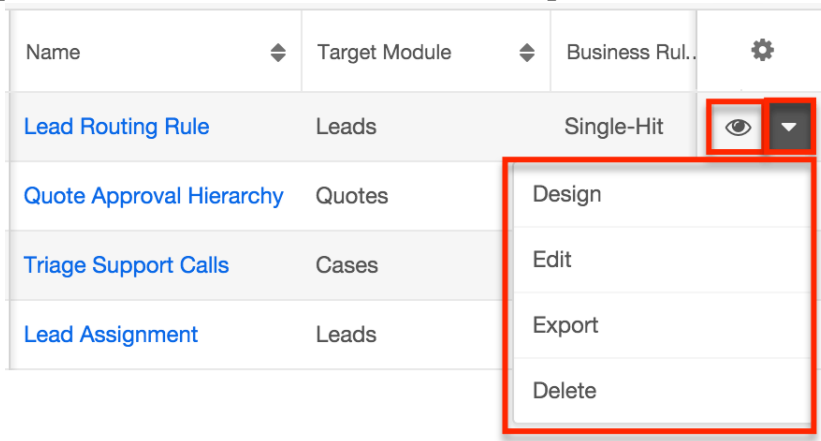 Name Target Module Business Rul..
Lead Routing Rule Leads Single-Hit
Quote Approval Hierarchy Quotes Design
Triage Support Calls Cases Edit
Lead Assignment Leads Export
Delete